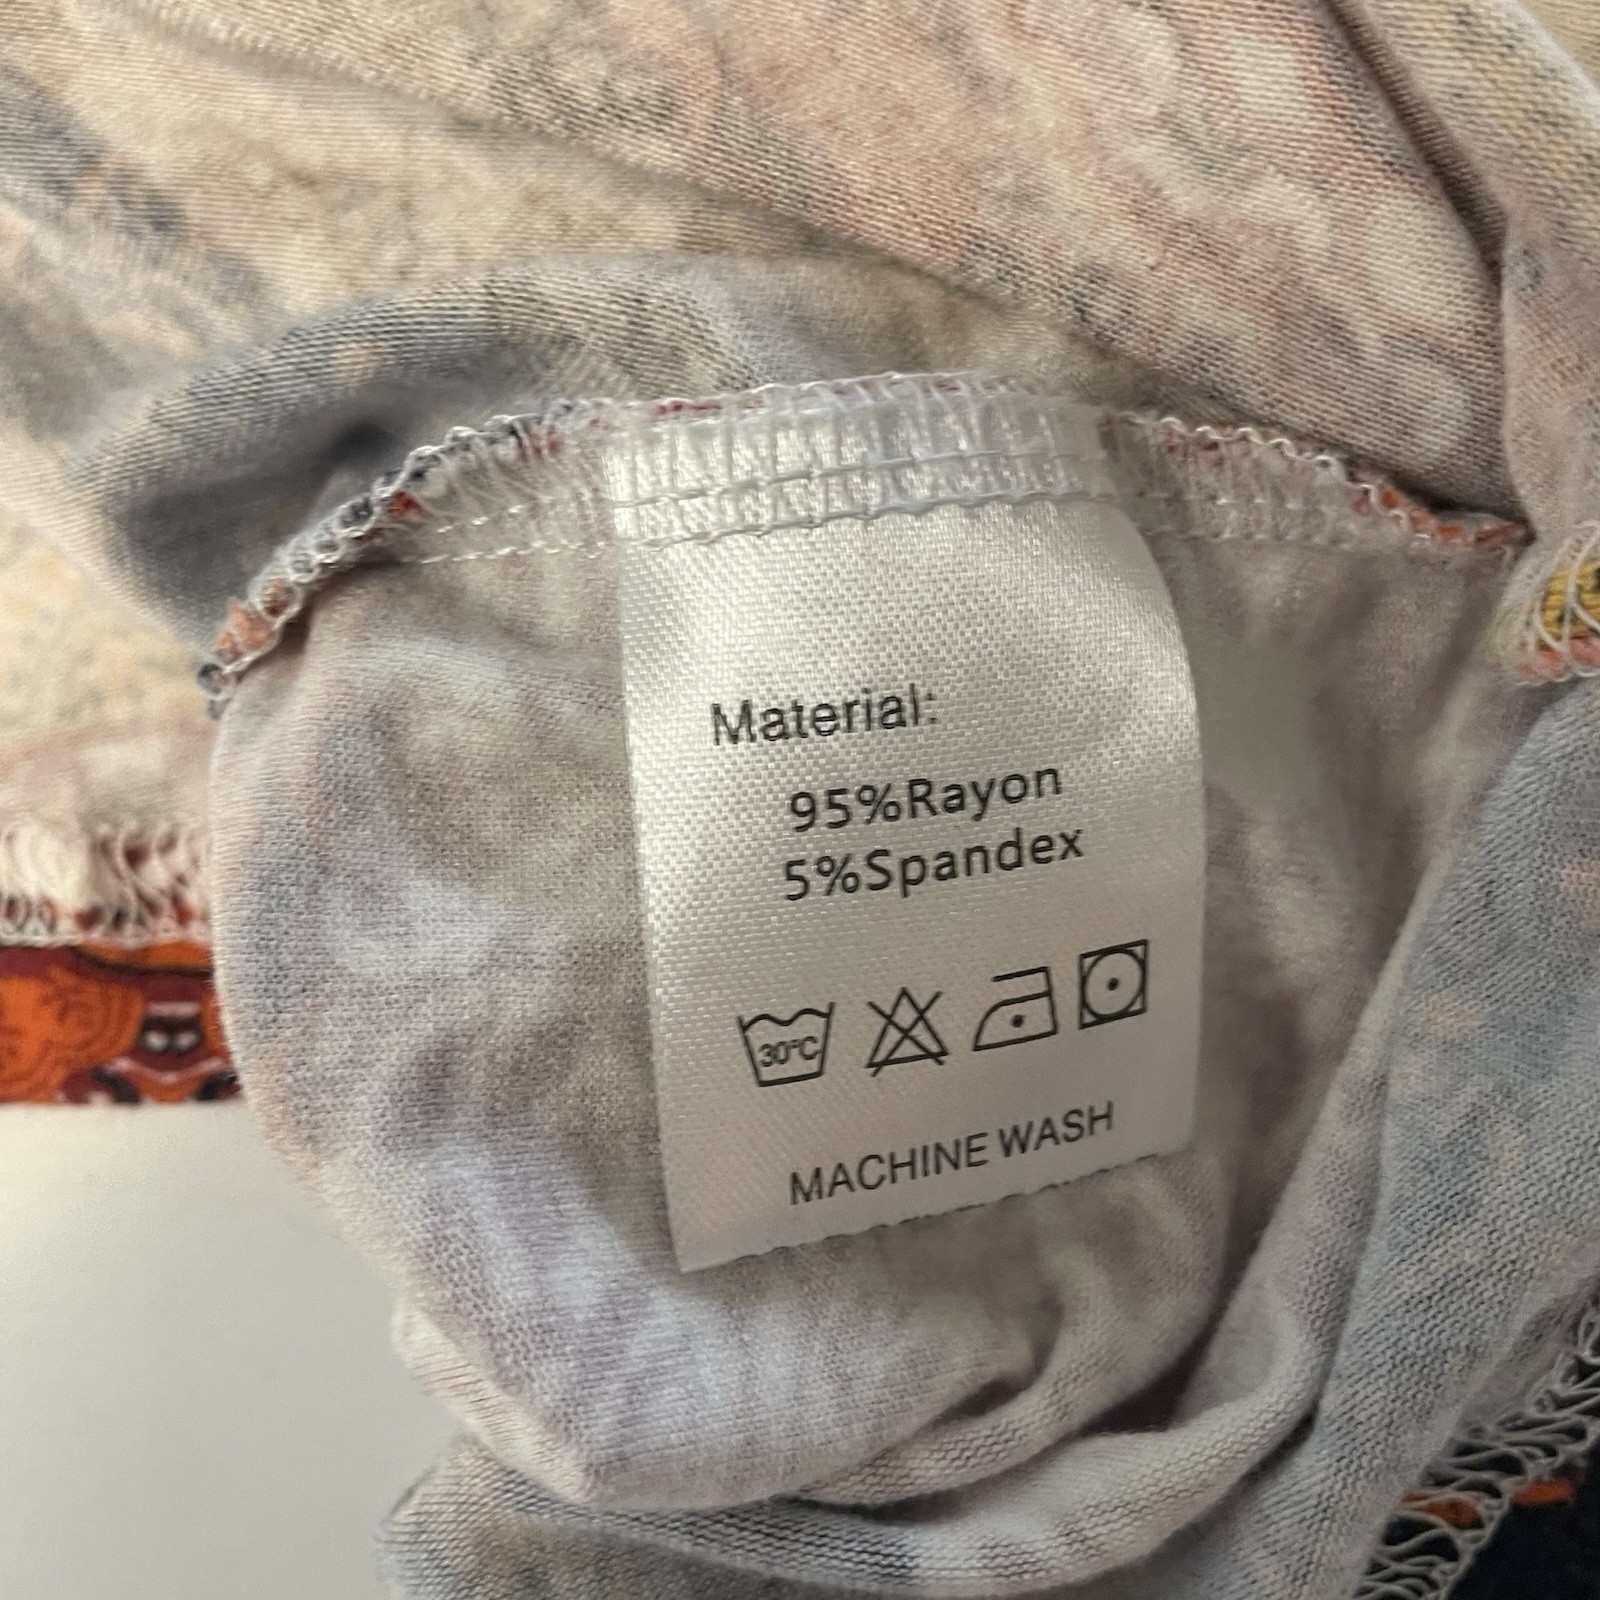 Material:
95%Rayon
5%Spandex
30°C
MACHINE WASH